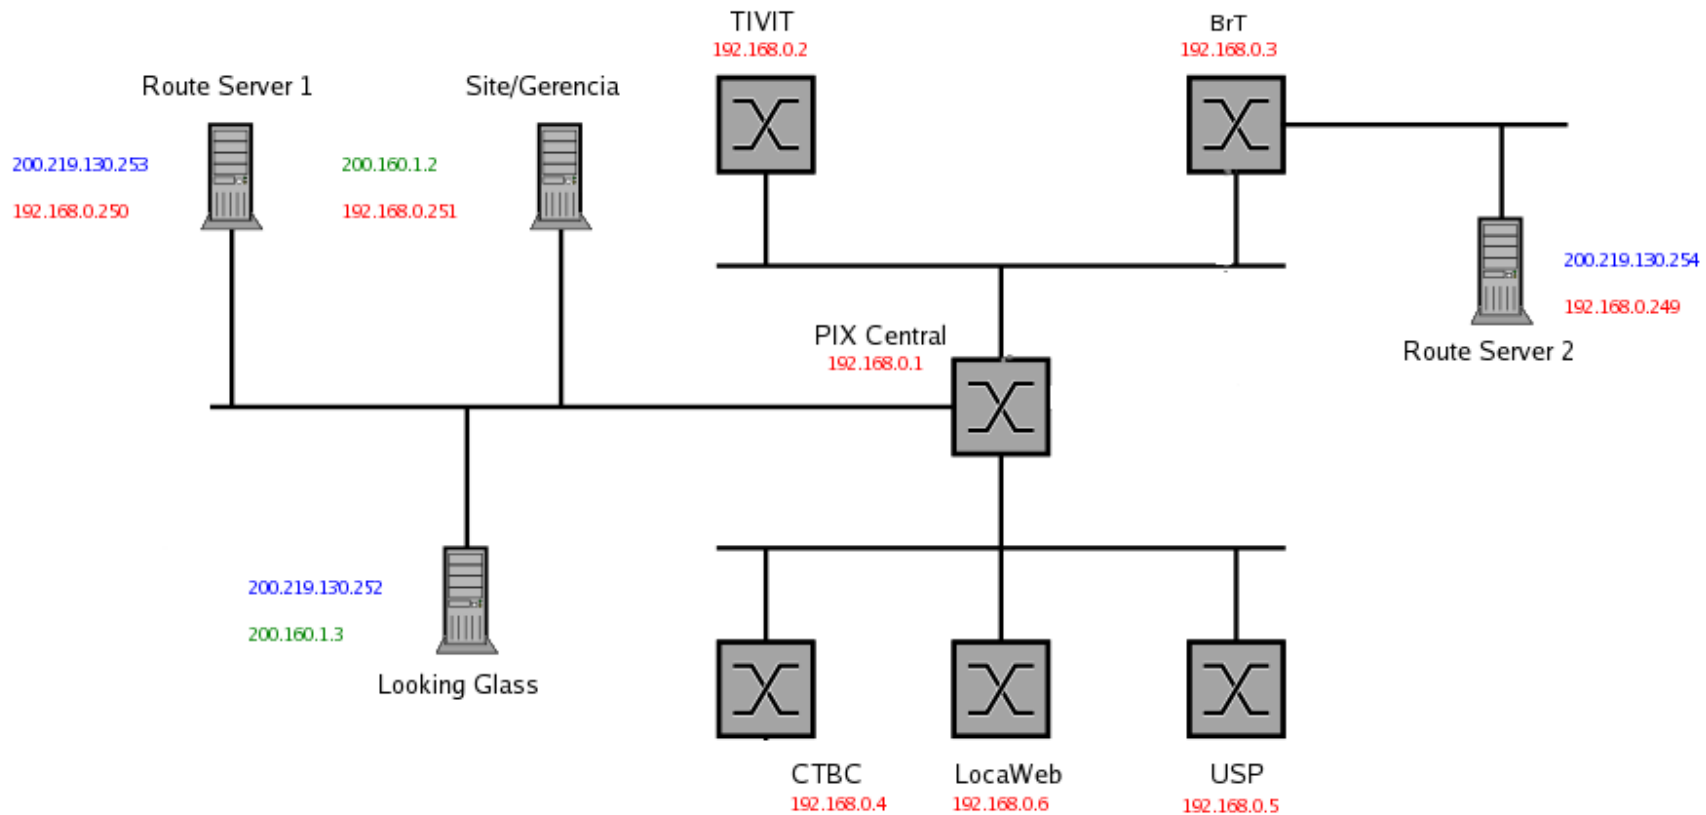 TIVIT
192.168.0.2
BrT
192.168.0.3
Route Server 1
200.219.130.253
192.168.0.250
Site/Gerencia
200.160.1.2
192.168.0.251
200.219.130.254
192.168.0.249
Route Server 2
PIX Central
192.168.0.1
200.219.130.252
200.160.1.3
Looking Glass
CTBC
192.168.0.4
LocaWeb
192.168.0.6
USP
192.168.0.5